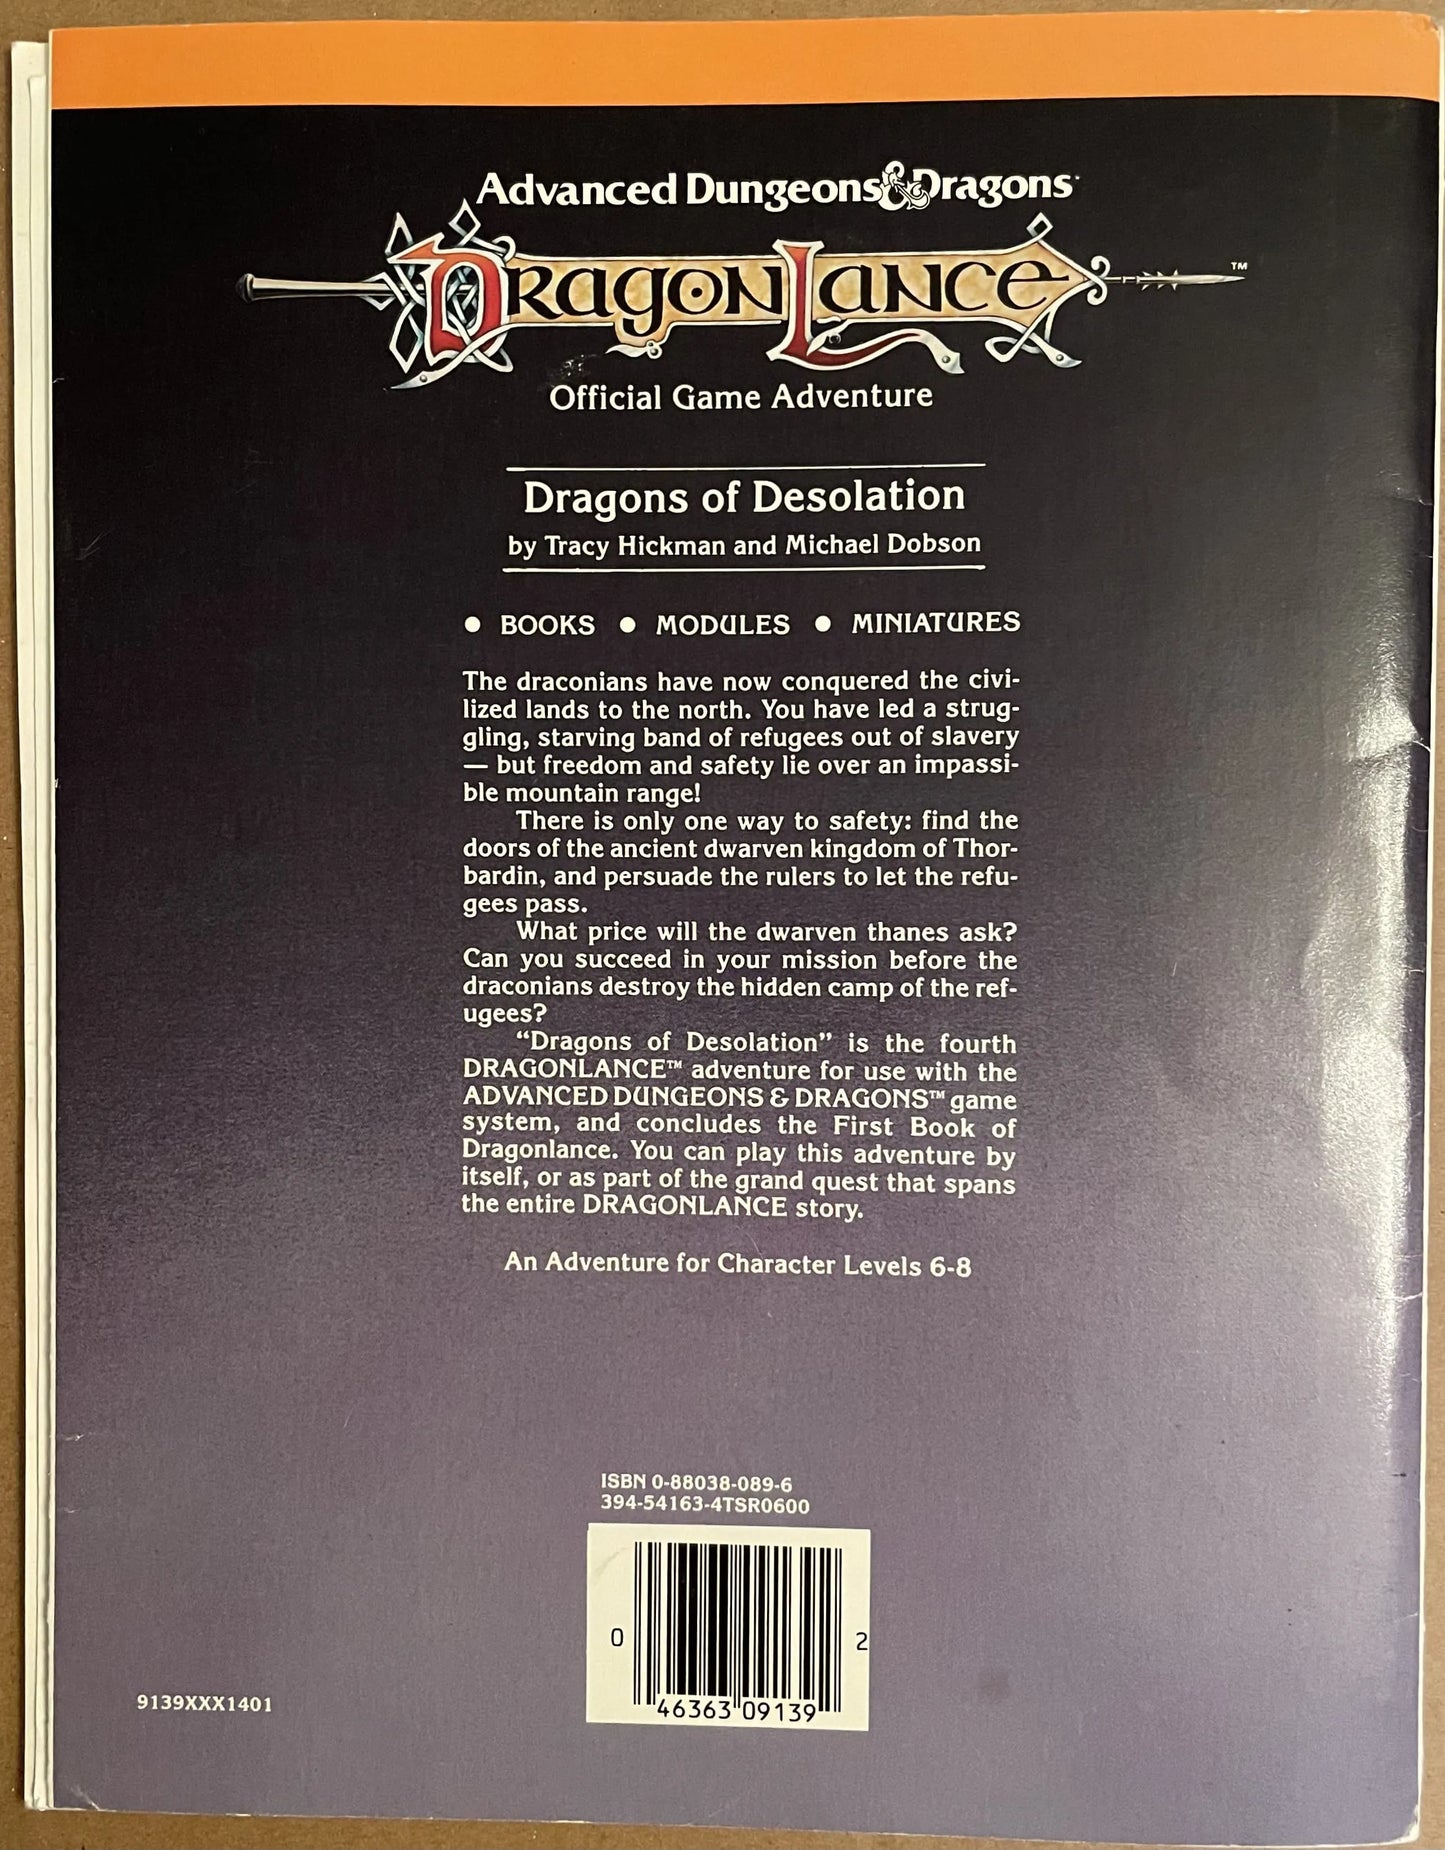 Advanced Dungeons & Dragons
DRAGONLANCE™
Official Game Adventure
Dragons of Desolation
by Tracy Hickman and Michael Dobson
● BOOKS ● MODULES ● MINIATURES
The draconians have now conquered the civi-
lized lands to the north. You have led a strug-
gling, starving band of refugees out of slavery
— but freedom and safety lie over an impassi-
ble mountain range!
There is only one way to safety: find the
doors of the ancient dwarven kingdom of Thor-
bardin, and persuade the rulers to let the refu-
gees pass.
What price will the dwarven thanes ask?
Can you succeed in your mission before the
draconians destroy the hidden camp of the ref-
ugees?
“Dragons of Desolation” is the fourth
DRAGONLANCE™ adventure for use with the
ADVANCED DUNGEONS & DRAGONS™ game
system, and concludes the First Book of
Dragonlance. You can play this adventure by
itself, or as part of the grand quest that spans
the entire DRAGONLANCE story.
An Adventure for Character Levels 6-8
ISBN 0-88038-089-6
394-54163-4TSR0600
0 46363 09139 2
9139XXX1401